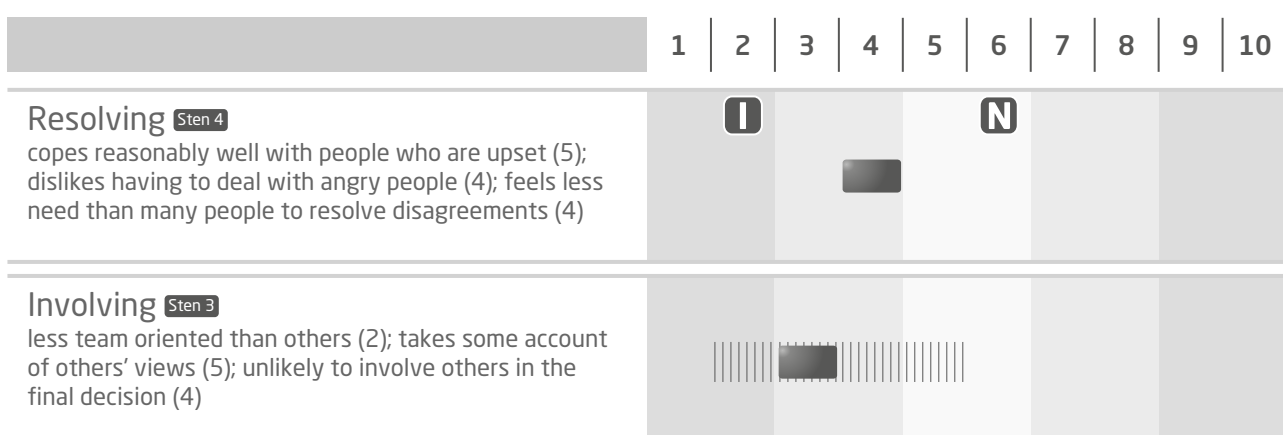 1 2 3 4 5 6 7 8 9 10
Resolving Sten 4
I N
copes reasonably well with people who are upset (5);
dislikes having to deal with angry people (4); feels less
need than many people to resolve disagreements (4)
Involving Sten 3
less team oriented than others (2); takes some account
of others’ views (5); unlikely to involve others in the
final decision (4)